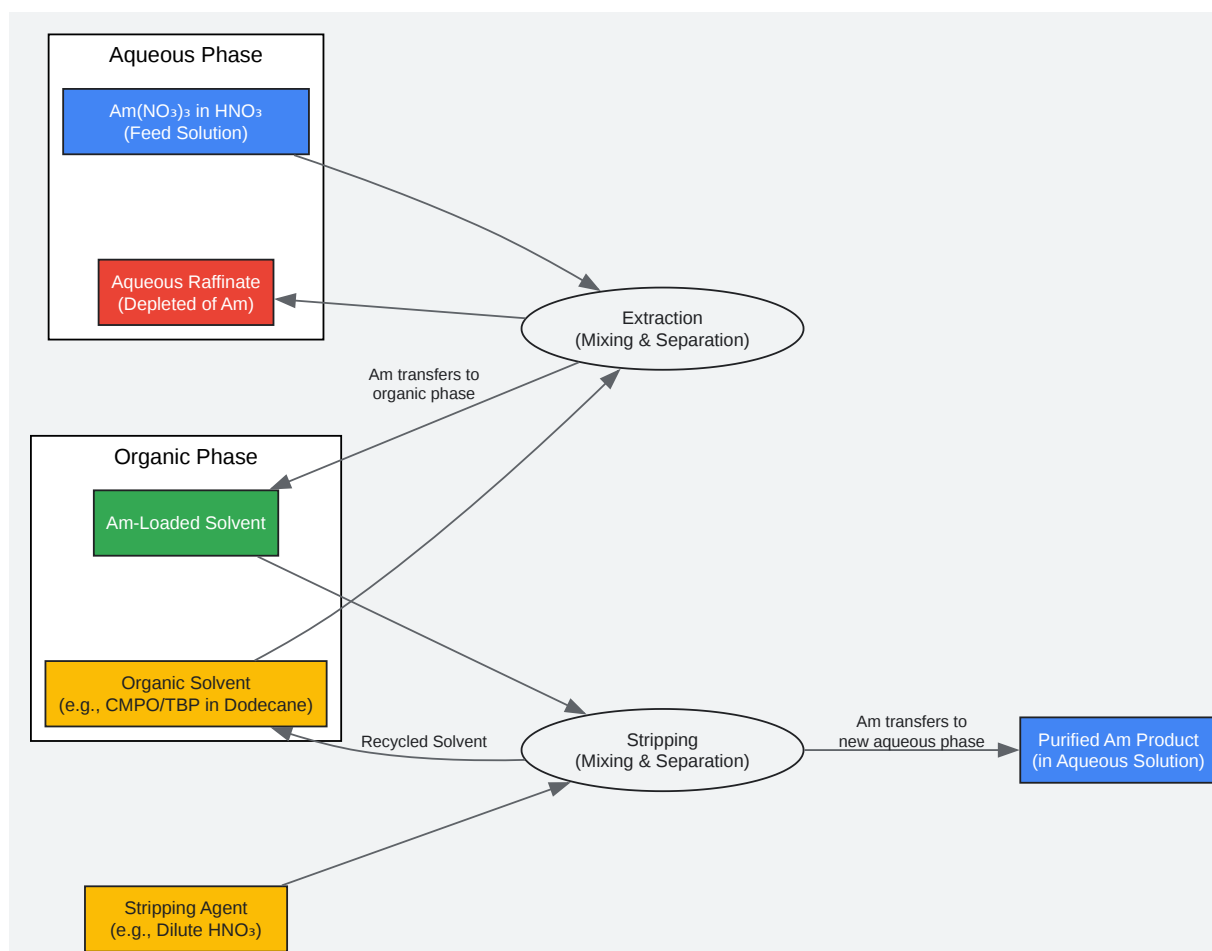 Aqueous Phase
Am(NO₃)₃ in HNO₃
(Feed Solution)
Aqueous Raffinate
(Depleted of Am)
Extraction
(Mixing & Separation)
Am transfers to
organic phase
Organic Phase
Am-Loaded Solvent
Organic Solvent
(e.g., CMPO/TBP in Dodecane)
Recycled Solvent
Stripping
(Mixing & Separation)
Am transfers to
new aqueous phase
Purified Am Product
(in Aqueous Solution)
Stripping Agent
(e.g., Dilute HNO₃)